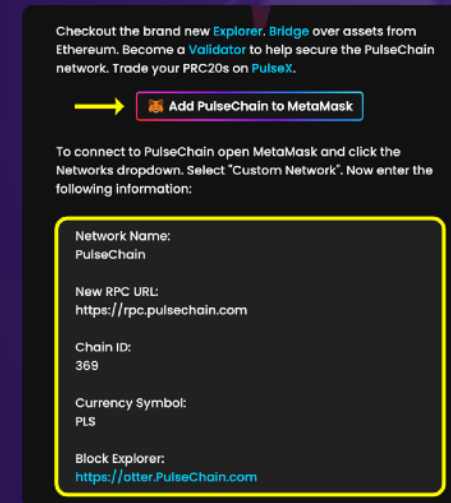 Checkout the brand new Explorer. Bridge over assets from
Ethereum. Become a Validator to help secure the PulseChain
network. Trade your PRC20s on PulseX.
Add PulseChain to MetaMask
To connect to PulseChain open MetaMask and click the
Networks dropdown. Select "Custom Network". Now enter the
following information:
Network Name:
PulseChain
New RPC URL:
https://rpc.pulsechain.com
Chain ID:
369
Currency Symbol:
PLS
Block Explorer:
https://otter.PulseChain.com